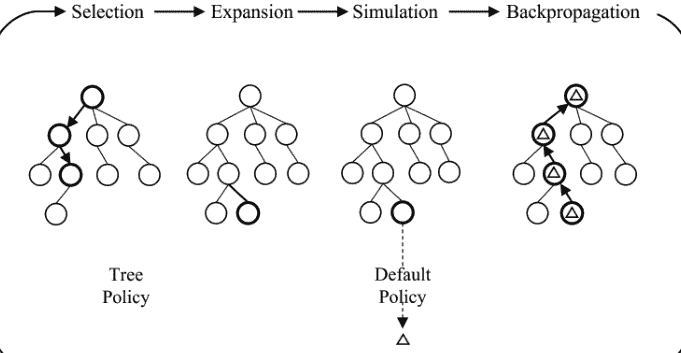 Selection
Expansion
Simulation
Backpropagation
Tree
Policy
Default
Policy